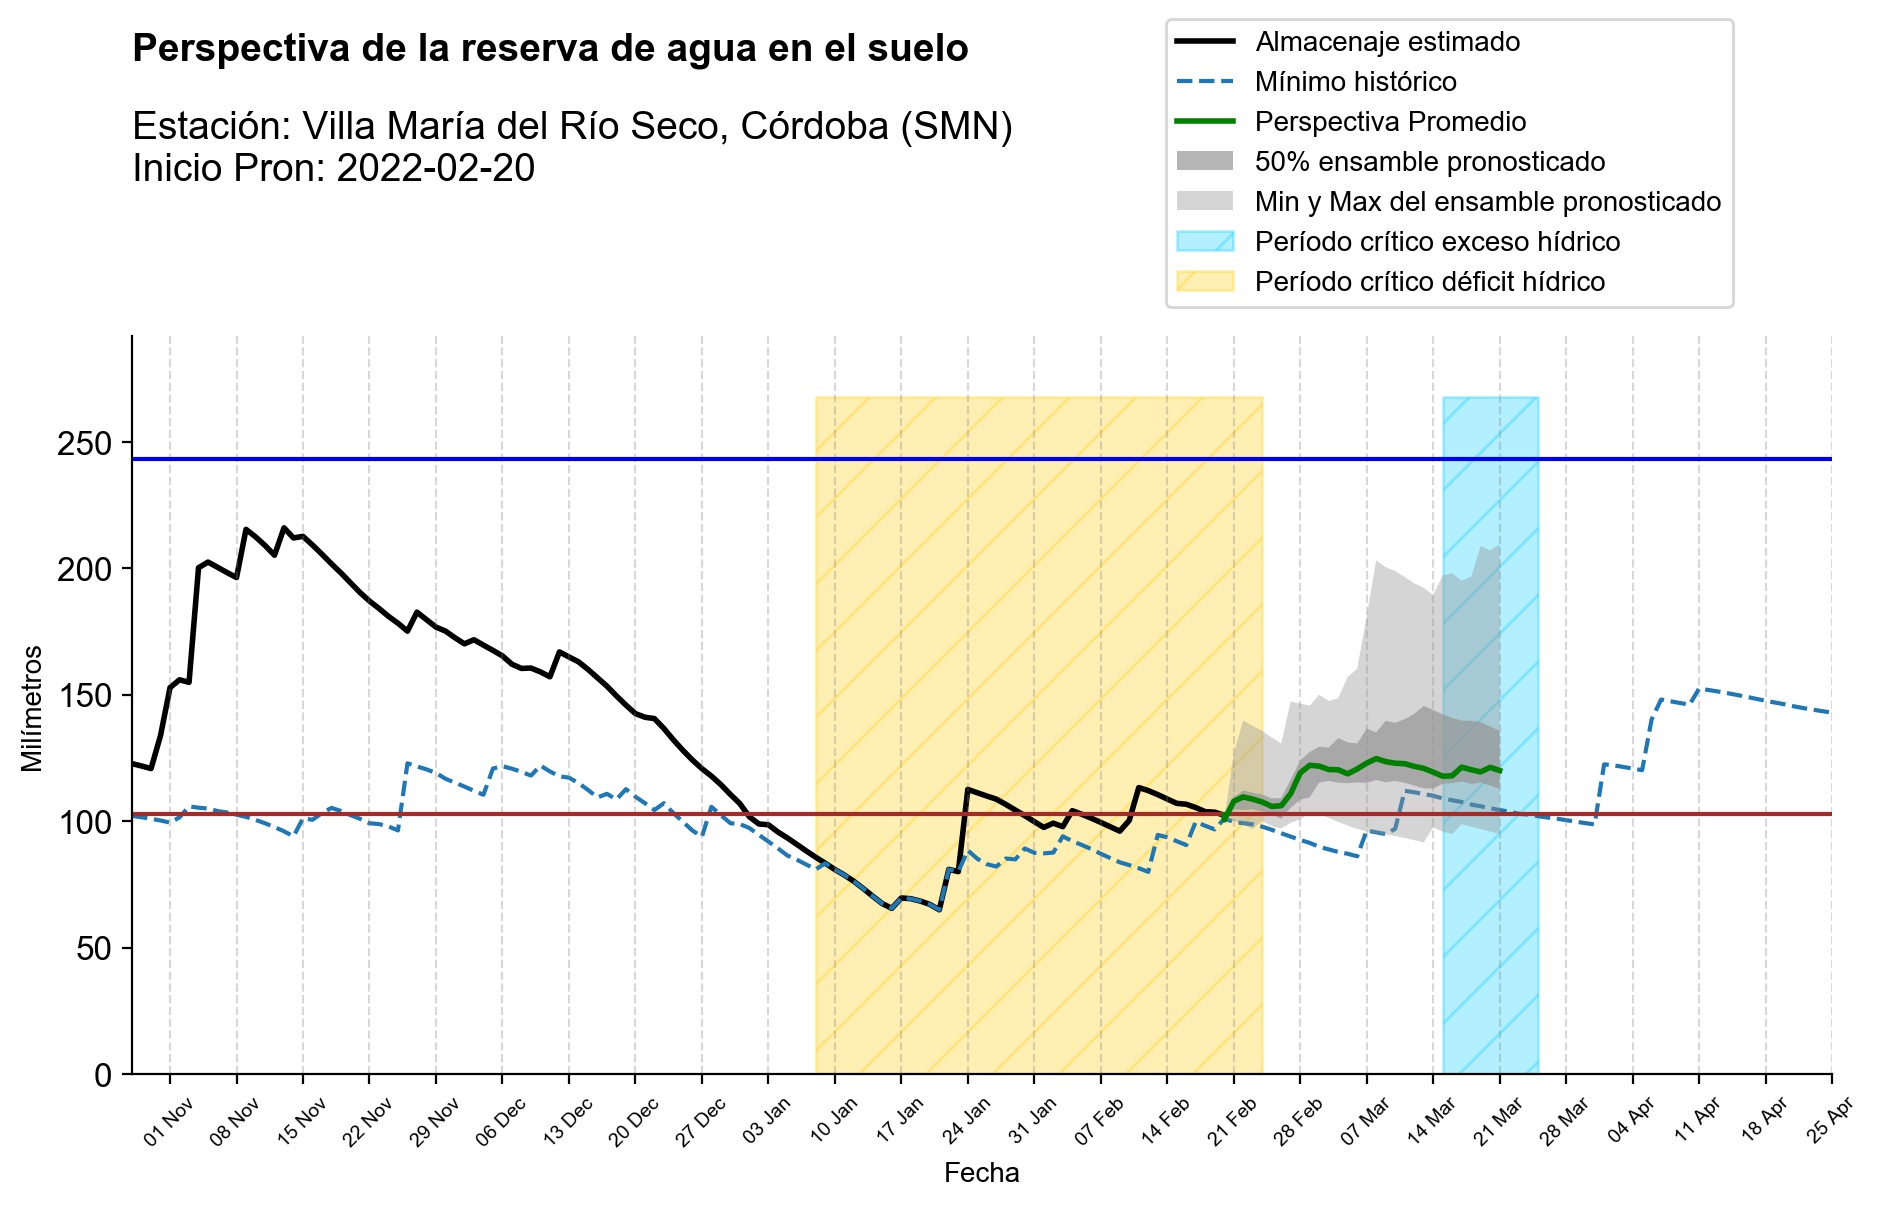 Perspectiva de la reserva de agua en el suelo
Estación: Villa María del Río Seco, Córdoba (SMN)
Inicio Pron: 2022-02-20
Almacenaje estimado
Mínimo histórico
Perspectiva Promedio
50% ensamble pronosticado
Min y Max del ensamble pronosticado
Período crítico exceso hídrico
Período crítico déficit hídrico
Milímetros
250
200
150
100
50
0
01 Nov
08 Nov
15 Nov
22 Nov
29 Nov
06 Dec
13 Dec
20 Dec
27 Dec
03 Jan
10 Jan
17 Jan
24 Jan
31 Jan
07 Feb
14 Feb
21 Feb
28 Feb
07 Mar
14 Mar
21 Mar
28 Mar
04 Apr
11 Apr
18 Apr
25 Apr
Fecha